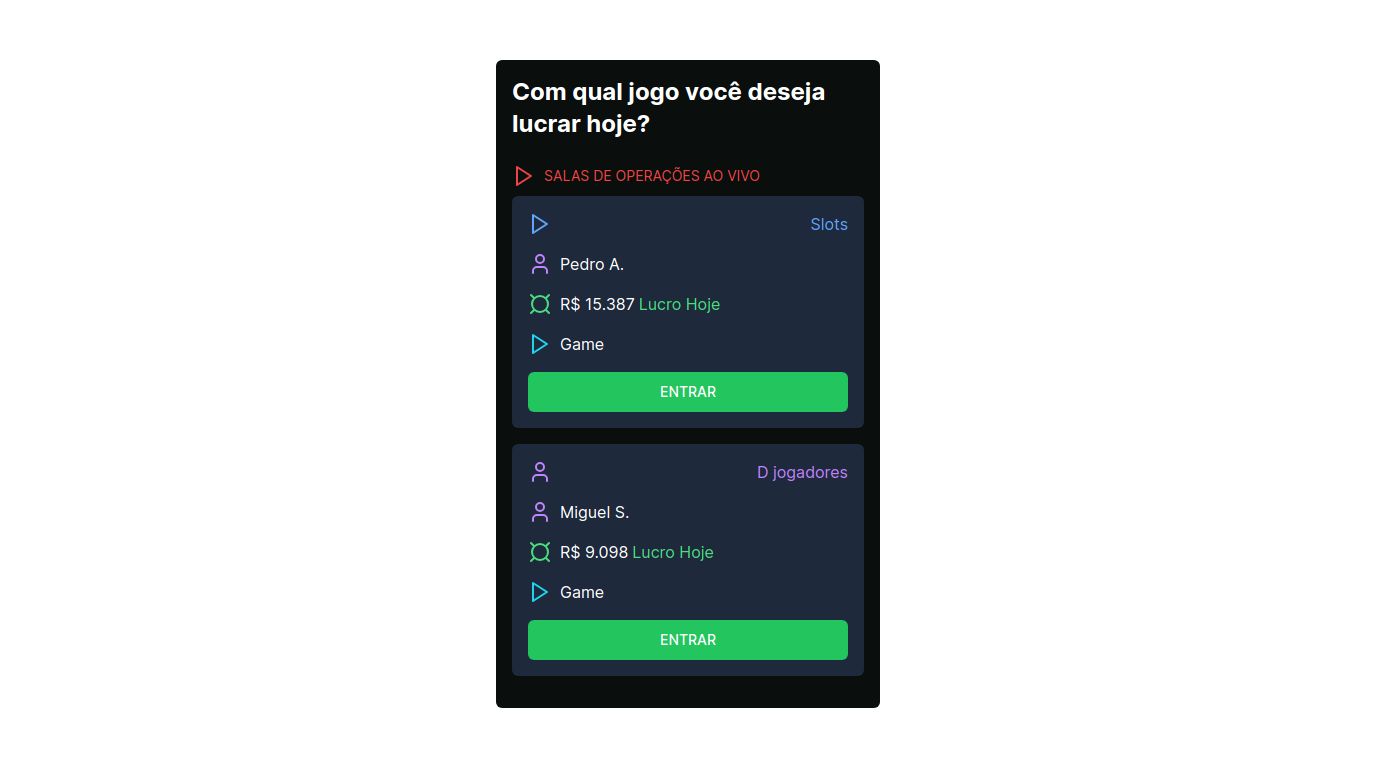 Com qual jogo você deseja
lucrar hoje?
SALAS DE OPERAÇÕES AO VIVO
Slots
Pedro A.
R$ 15.387 Lucro Hoje
Game
ENTRAR
D jogadores
Miguel S.
R$ 9.098 Lucro Hoje
Game
ENTRAR